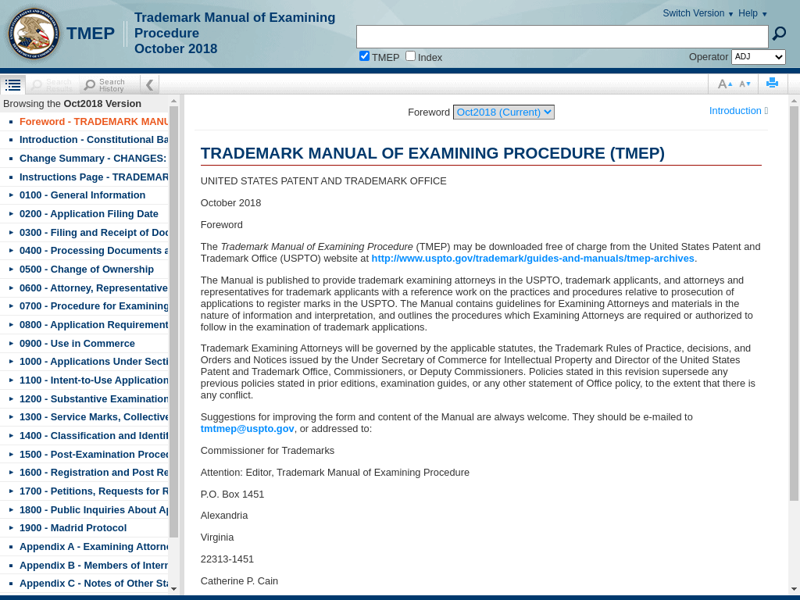 TMEP
Trademark Manual of Examining
Procedure
October 2018
Switch Version ▼ Help ▼
TMEP Index
Operator ADJ
Search
History
Browsing the Oct2018 Version
Foreword - TRADEMARK MANU
Introduction - Constitutional Ba
Change Summary - CHANGES:
Instructions Page - TRADEMAR
0100 - General Information
0200 - Application Filing Date
0300 - Filing and Receipt of Doc
0400 - Processing Documents a
0500 - Change of Ownership
0600 - Attorney, Representative
0700 - Procedure for Examining
0800 - Application Requirement
0900 - Use in Commerce
1000 - Applications Under Secti
1100 - Intent-to-Use Application
1200 - Substantive Examination
1300 - Service Marks, Collective
1400 - Classification and Identif
1500 - Post-Examination Proced
1600 - Registration and Post Re
1700 - Petitions, Requests for R
1800 - Public Inquiries About Ap
1900 - Madrid Protocol
Appendix A - Examining Attorne
Appendix B - Members of Intern
Appendix C - Notes of Other Sta
Foreword Oct2018 (Current)
Introduction
TRADEMARK MANUAL OF EXAMINING PROCEDURE (TMEP)
UNITED STATES PATENT AND TRADEMARK OFFICE
October 2018
Foreword
The Trademark Manual of Examining Procedure (TMEP) may be downloaded free of charge from the United States Patent and
Trademark Office (USPTO) website at http://www.uspto.gov/trademark/guides-and-manuals/tmep-archives.
The Manual is published to provide trademark examining attorneys in the USPTO, trademark applicants, and attorneys and
representatives for trademark applicants with a reference work on the practices and procedures relative to prosecution of
applications to register marks in the USPTO. The Manual contains guidelines for Examining Attorneys and materials in the
nature of information and interpretation, and outlines the procedures which Examining Attorneys are required or authorized to
follow in the examination of trademark applications.
Trademark Examining Attorneys will be governed by the applicable statutes, the Trademark Rules of Practice, decisions, and
Orders and Notices issued by the Under Secretary of Commerce for Intellectual Property and Director of the United States
Patent and Trademark Office, Commissioners, or Deputy Commissioners. Policies stated in this revision supersede any
previous policies stated in prior editions, examination guides, or any other statement of Office policy, to the extent that there is
any conflict.
Suggestions for improving the form and content of the Manual are always welcome. They should be e-mailed to
tmtmep@uspto.gov, or addressed to:
Commissioner for Trademarks
Attention: Editor, Trademark Manual of Examining Procedure
P.O. Box 1451
Alexandria
Virginia
22313-1451
Catherine P. Cain